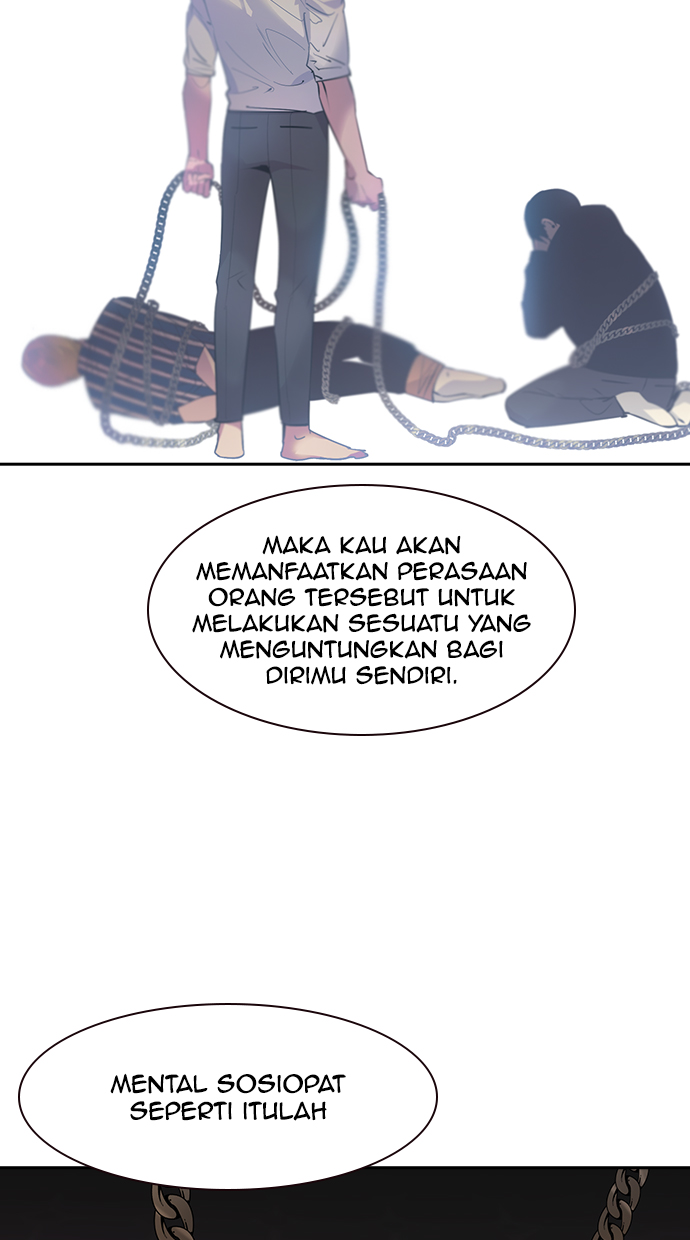 MAKA KAU AKAN
MEMANFAATKAN PERASAAN
ORANG TERSEBUT UNTUK
MELAKUKAN SESUATU YANG
MENGUNTUNGKAN BAGI
DIRIMU SENDIRI.
MENTAL SOSIOPAT
SEPERTI ITULAH